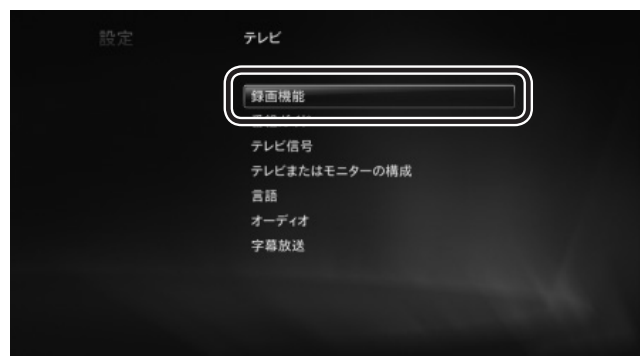 設定
テレビ
録画機能
テレビ信号
テレビまたはモニターの構成
言語
オーディオ
字幕放送